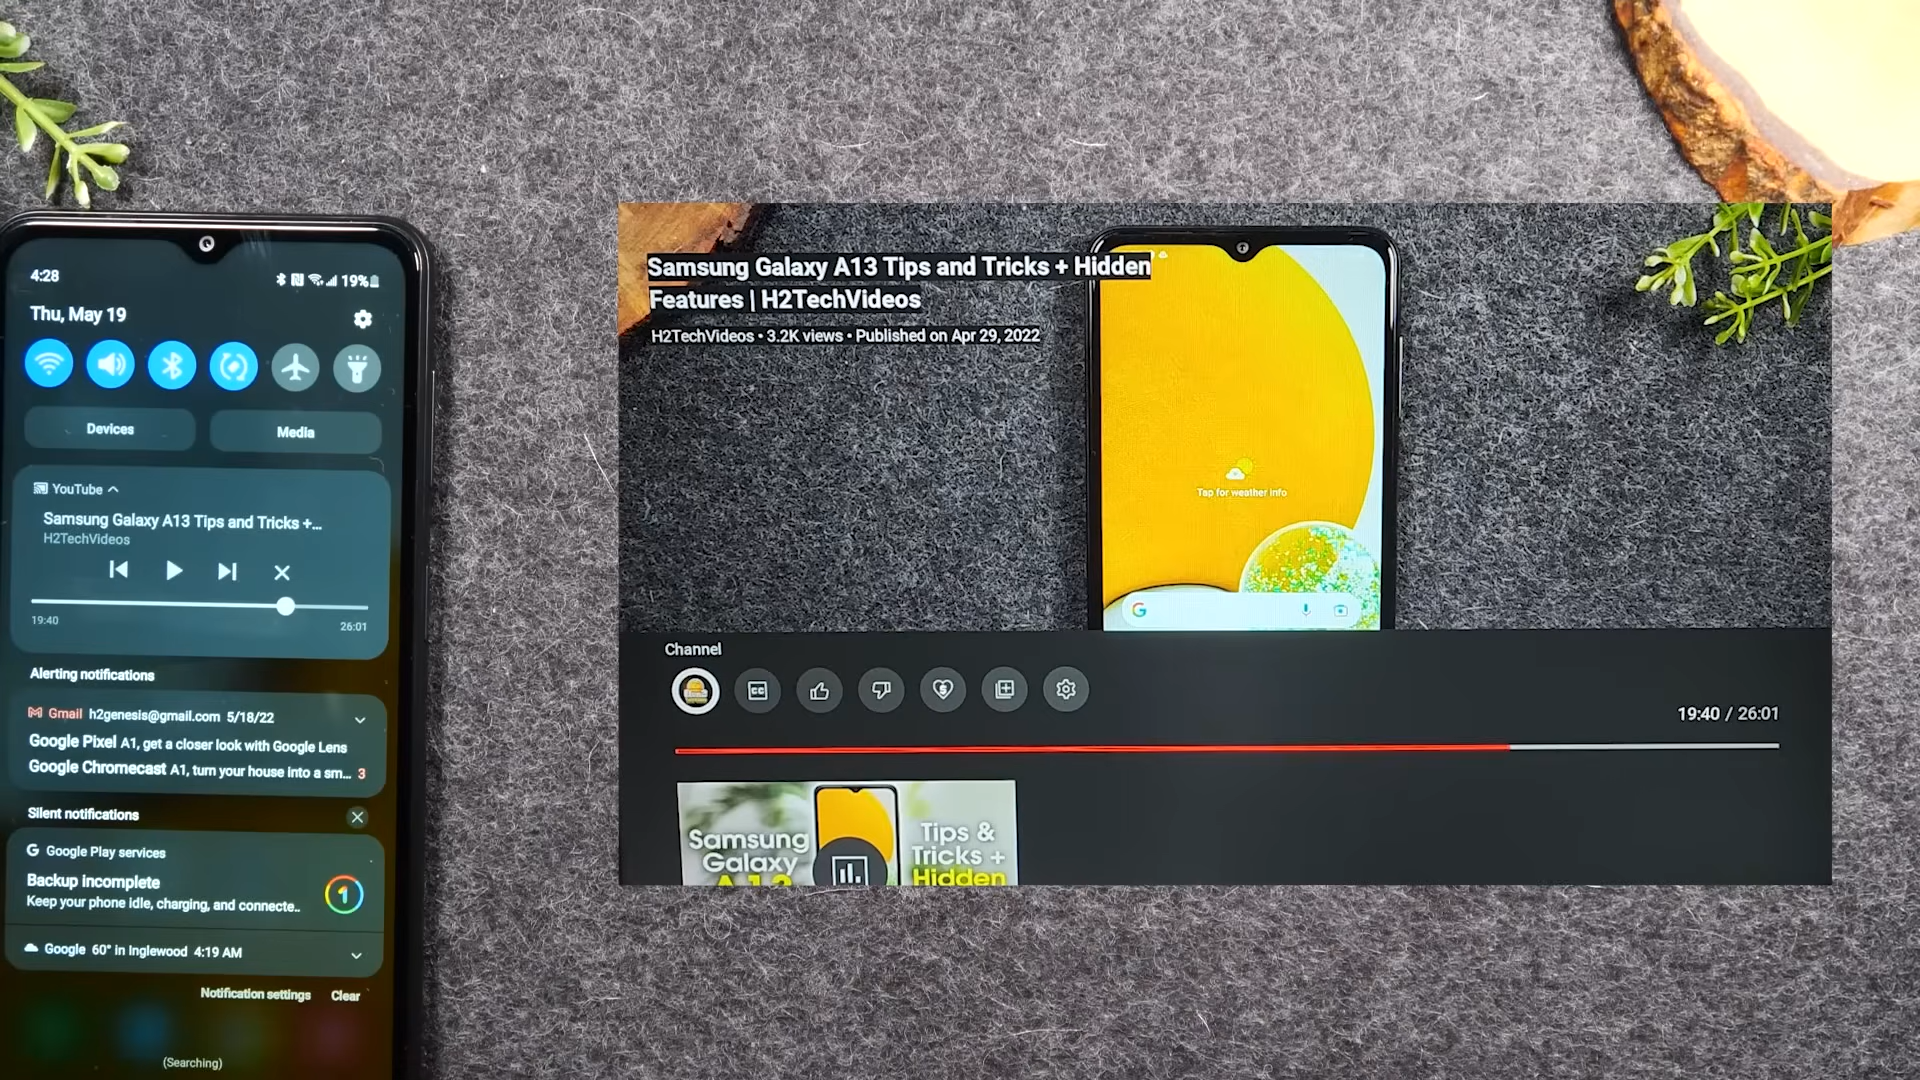 4:28
19%
Thu, May 19
Devices
Media
YouTube
Samsung Galaxy A13 Tips and Tricks +...
H2TechVideos
19:40
26:01
Alerting notifications
Gmail h2genesis@gmail.com 5/18/22
Google Pixel A1, get a closer look with Google Lens
Google Chromecast A1, turn your house into a sm... 3
Silent notifications
G Google Play services
Backup incomplete
Keep your phone idle, charging, and connecte..
1
Google 60° in Inglewood 4:19 AM
Notification settings Clear
(Searching)
Samsung Galaxy A13 Tips and Tricks + Hidden
Features | H2TechVideos
H2TechVideos • 3.2K views • Published on Apr 29, 2022
Tap for weather info
G
Channel
CC
19:40 / 26:01
Samsung
Galaxy
A13
Tips &
Tricks +
Hidden